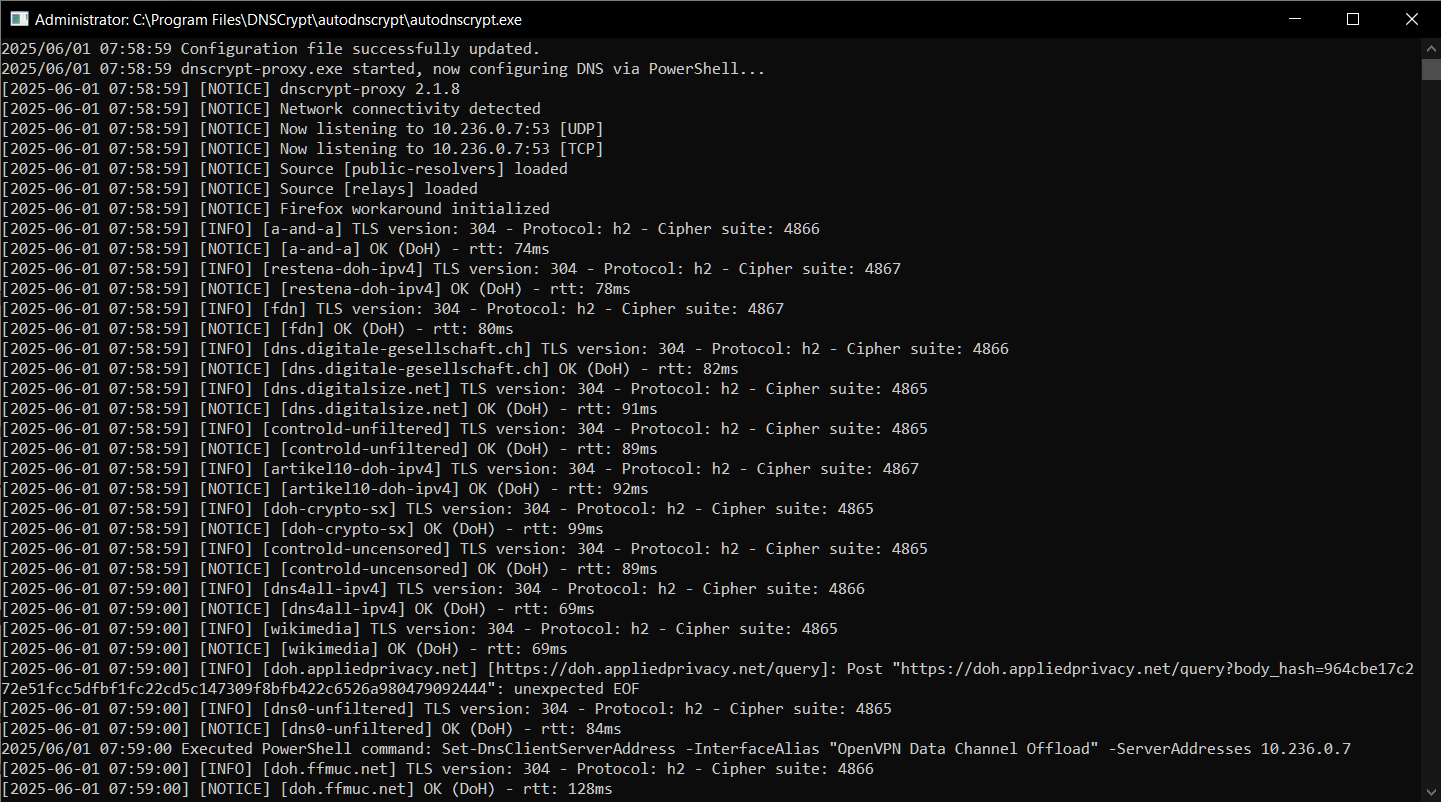 Administrator: C:\Program Files\DNSCrypt\autodnscrypt\autodnscrypt.exe
2025/06/01 07:58:59 Configuration file successfully updated.
2025/06/01 07:58:59 dnscrypt-proxy.exe started, now configuring DNS via PowerShell...
[2025-06-01 07:58:59] [NOTICE] dnscrypt-proxy 2.1.8
[2025-06-01 07:58:59] [NOTICE] Network connectivity detected
[2025-06-01 07:58:59] [NOTICE] Now listening to 10.236.0.7:53 [UDP]
[2025-06-01 07:58:59] [NOTICE] Now listening to 10.236.0.7:53 [TCP]
[2025-06-01 07:58:59] [NOTICE] Source [public-resolvers] loaded
[2025-06-01 07:58:59] [NOTICE] Source [relays] loaded
[2025-06-01 07:58:59] [NOTICE] Firefox workaround initialized
[2025-06-01 07:58:59] [INFO] [a-and-a] TLS version: 304 - Protocol: h2 - Cipher suite: 4866
[2025-06-01 07:58:59] [NOTICE] [a-and-a] OK (DoH) - rtt: 74ms
[2025-06-01 07:58:59] [INFO] [restena-doh-ipv4] TLS version: 304 - Protocol: h2 - Cipher suite: 4867
[2025-06-01 07:58:59] [NOTICE] [restena-doh-ipv4] OK (DoH) - rtt: 78ms
[2025-06-01 07:58:59] [INFO] [fdn] TLS version: 304 - Protocol: h2 - Cipher suite: 4867
[2025-06-01 07:58:59] [NOTICE] [fdn] OK (DoH) - rtt: 80ms
[2025-06-01 07:58:59] [INFO] [dns.digitale-gesellschaft.ch] TLS version: 304 - Protocol: h2 - Cipher suite: 4866
[2025-06-01 07:58:59] [NOTICE] [dns.digitale-gesellschaft.ch] OK (DoH) - rtt: 82ms
[2025-06-01 07:58:59] [INFO] [dns.digitalsize.net] TLS version: 304 - Protocol: h2 - Cipher suite: 4865
[2025-06-01 07:58:59] [NOTICE] [dns.digitalsize.net] OK (DoH) - rtt: 91ms
[2025-06-01 07:58:59] [INFO] [controld-unfiltered] TLS version: 304 - Protocol: h2 - Cipher suite: 4865
[2025-06-01 07:58:59] [NOTICE] [controld-unfiltered] OK (DoH) - rtt: 89ms
[2025-06-01 07:58:59] [INFO] [artikel10-doh-ipv4] TLS version: 304 - Protocol: h2 - Cipher suite: 4867
[2025-06-01 07:58:59] [NOTICE] [artikel10-doh-ipv4] OK (DoH) - rtt: 92ms
[2025-06-01 07:58:59] [INFO] [doh-crypto-sx] TLS version: 304 - Protocol: h2 - Cipher suite: 4865
[2025-06-01 07:58:59] [NOTICE] [doh-crypto-sx] OK (DoH) - rtt: 99ms
[2025-06-01 07:58:59] [INFO] [controld-uncensored] TLS version: 304 - Protocol: h2 - Cipher suite: 4865
[2025-06-01 07:58:59] [NOTICE] [controld-uncensored] OK (DoH) - rtt: 89ms
[2025-06-01 07:59:00] [INFO] [dns4all-ipv4] TLS version: 304 - Protocol: h2 - Cipher suite: 4866
[2025-06-01 07:59:00] [NOTICE] [dns4all-ipv4] OK (DoH) - rtt: 69ms
[2025-06-01 07:59:00] [INFO] [wikimedia] TLS version: 304 - Protocol: h2 - Cipher suite: 4865
[2025-06-01 07:59:00] [NOTICE] [wikimedia] OK (DoH) - rtt: 69ms
[2025-06-01 07:59:00] [INFO] [doh.appliedprivacy.net] [https://doh.appliedprivacy.net/query]: Post "https://doh.appliedprivacy.net/query?body_hash=964cbe17c2
72e51fcc5dfbf1fc22cd5c147309f8bfb422c6526a980479092444": unexpected EOF
[2025-06-01 07:59:00] [INFO] [dns0-unfiltered] TLS version: 304 - Protocol: h2 - Cipher suite: 4865
[2025-06-01 07:59:00] [NOTICE] [dns0-unfiltered] OK (DoH) - rtt: 84ms
2025/06/01 07:59:00 Executed PowerShell command: Set-DnsClientServerAddress -InterfaceAlias "OpenVPN Data Channel Offload" -ServerAddresses 10.236.0.7
[2025-06-01 07:59:00] [INFO] [doh.ffmuc.net] TLS version: 304 - Protocol: h2 - Cipher suite: 4866
[2025-06-01 07:59:00] [NOTICE] [doh.ffmuc.net] OK (DoH) - rtt: 128ms